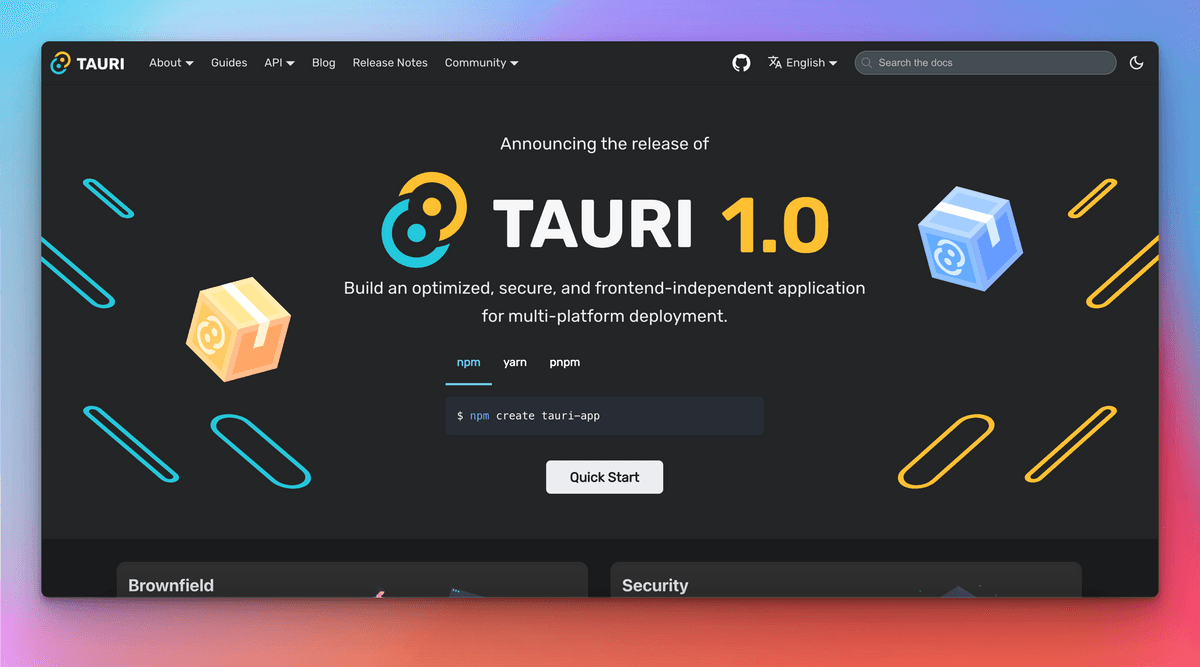 TAURI About Guides API Blog Release Notes Community English Search the docs
Announcing the release of
TAURI 1.0
Build an optimized, secure, and frontend-independent application
for multi-platform deployment.
npm yarn pnpm
$ npm create tauri-app
Quick Start
Brownfield Security